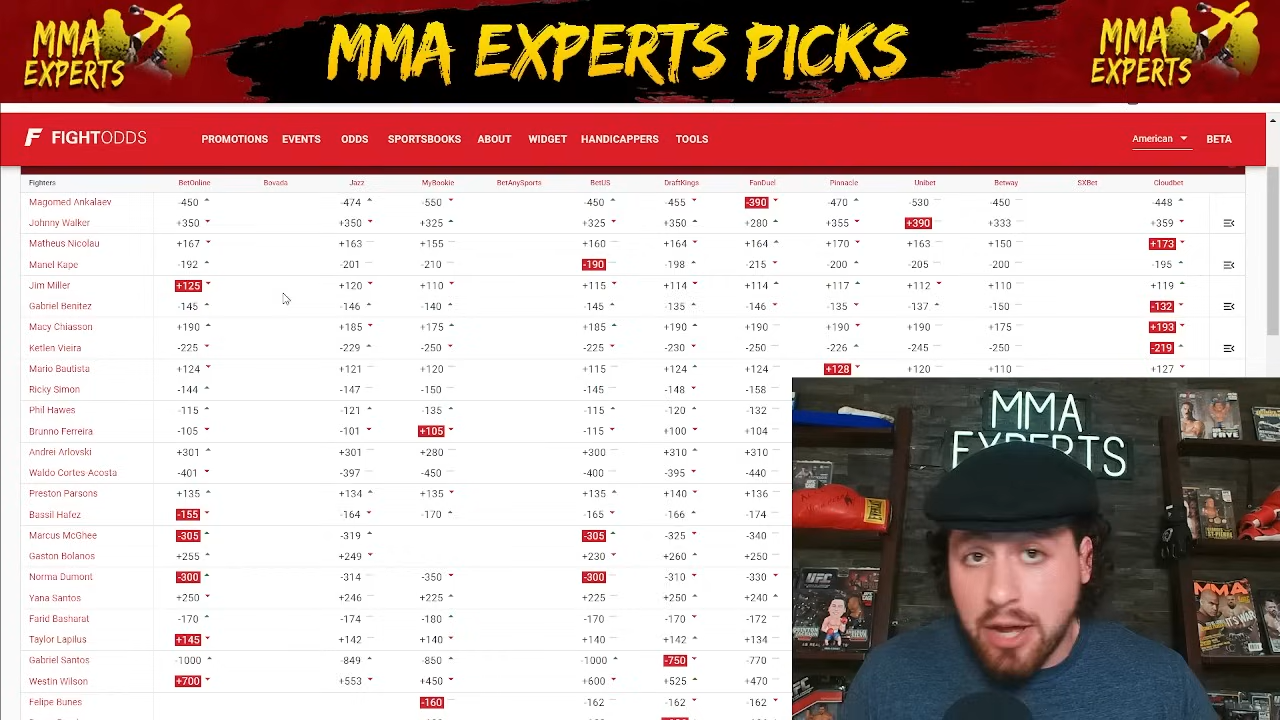 MMA EXPERTS
MMA EXPERTS PICKS
MMA EXPERTS
FIGHTODDS PROMOTIONS EVENTS ODDS SPORTSBOOKS ABOUT WIDGET HANDICAPPERS TOOLS American BETA
Fighters BetOnline Bovada Jazz MyBookie BetAnySports BetUS DraftKings FanDuel Pinnacle Unibet Betway SXBet Cloudbet
Magomed Ankalaev -450 -474 -550 -450 -455 -390 -470 -530 -450 -448
Johnny Walker +350 +350 +325 +325 +350 +280 +355 +390 +333 +359
Matheus Nicolau +167 +163 +155 +160 +164 +164 +170 +163 +150 +173
Manel Kape -192 -201 -210 -190 -198 -215 -200 -205 -200 -195
Jim Miller +125 +120 +110 +115 +114 +114 +117 +112 +110 +119
Gabriel Benitez -145 -146 -140 -145 -135 -146 -135 -137 -150 -132
Macy Chiasson +190 +185 +175 +185 +190 +190 +190 +190 +175 +193
Ketlen Vieira -225 -229 -250 -225 -230 -250 -226 -245 -250 -219
Mario Bautista +124 +121 +120 +115 +124 +124 +128 +120 +110 +127
Ricky Simon -144 -147 -150 -145 -148 -158
Phil Hawes -115 -121 -135 -115 -120 -132
Brunno Ferreira -105 -101 +105 -115 +100 +104
Andrei Arlovski +301 +301 +280 +300 +310 +310
Waldo Cortes Acosta -401 -397 -450 -400 -395 -440
Preston Parsons +135 +134 +135 +135 +140 +136
Bassil Hafez -155 -164 -170 -165 -166 -174
Marcus McGhee -305 -319 -305 -325 -340
Gaston Bolanos +255 +249 +230 +260 +250
Norma Dumont -300 -314 -350 -300 -310 -330
Yana Santos +250 +246 +225 +225 +250 +240
Farid Basharat -170 -174 -180 -170 -170 -172
Taylor Lapilus +145 +142 +140 +140 +142 +134
Gabriel Santos -1000 -849 -850 -1000 -750 -770
Westin Wilson +700 +553 +450 +600 +525 +470
Felipe Bunes -160 -162 -162 -162
MMA
EXPERTS
UFC
MMA
IT'S WAR